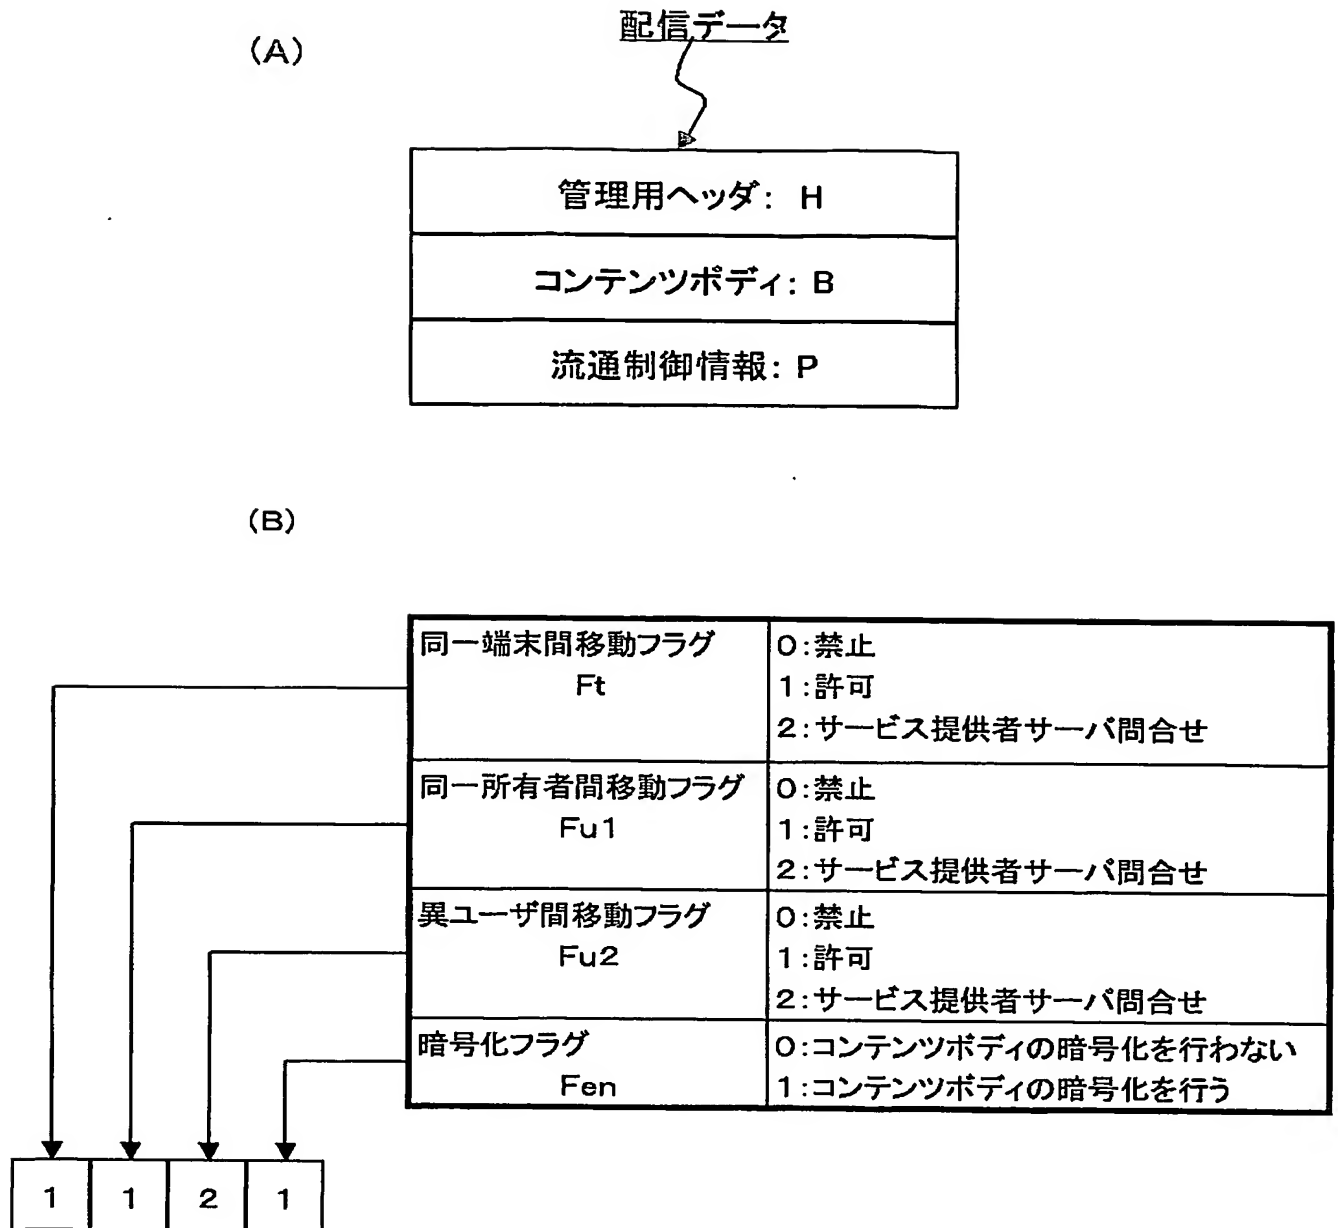 (A)
配信データ
管理用ヘッダ: H
コンテンツボディ: B
流通制御情報: P
(B)
同一端末間移動フラグ
Ft
0:禁止
1:許可
2:サービス提供者サーバ問合せ
同一所有者間移動フラグ
Fu1
0:禁止
1:許可
2:サービス提供者サーバ問合せ
異ユーザ間移動フラグ
Fu2
0:禁止
1:許可
2:サービス提供者サーバ問合せ
暗号化フラグ
Fen
0:コンテンツボディの暗号化を行わない
1:コンテンツボディの暗号化を行う
1 1 2 1